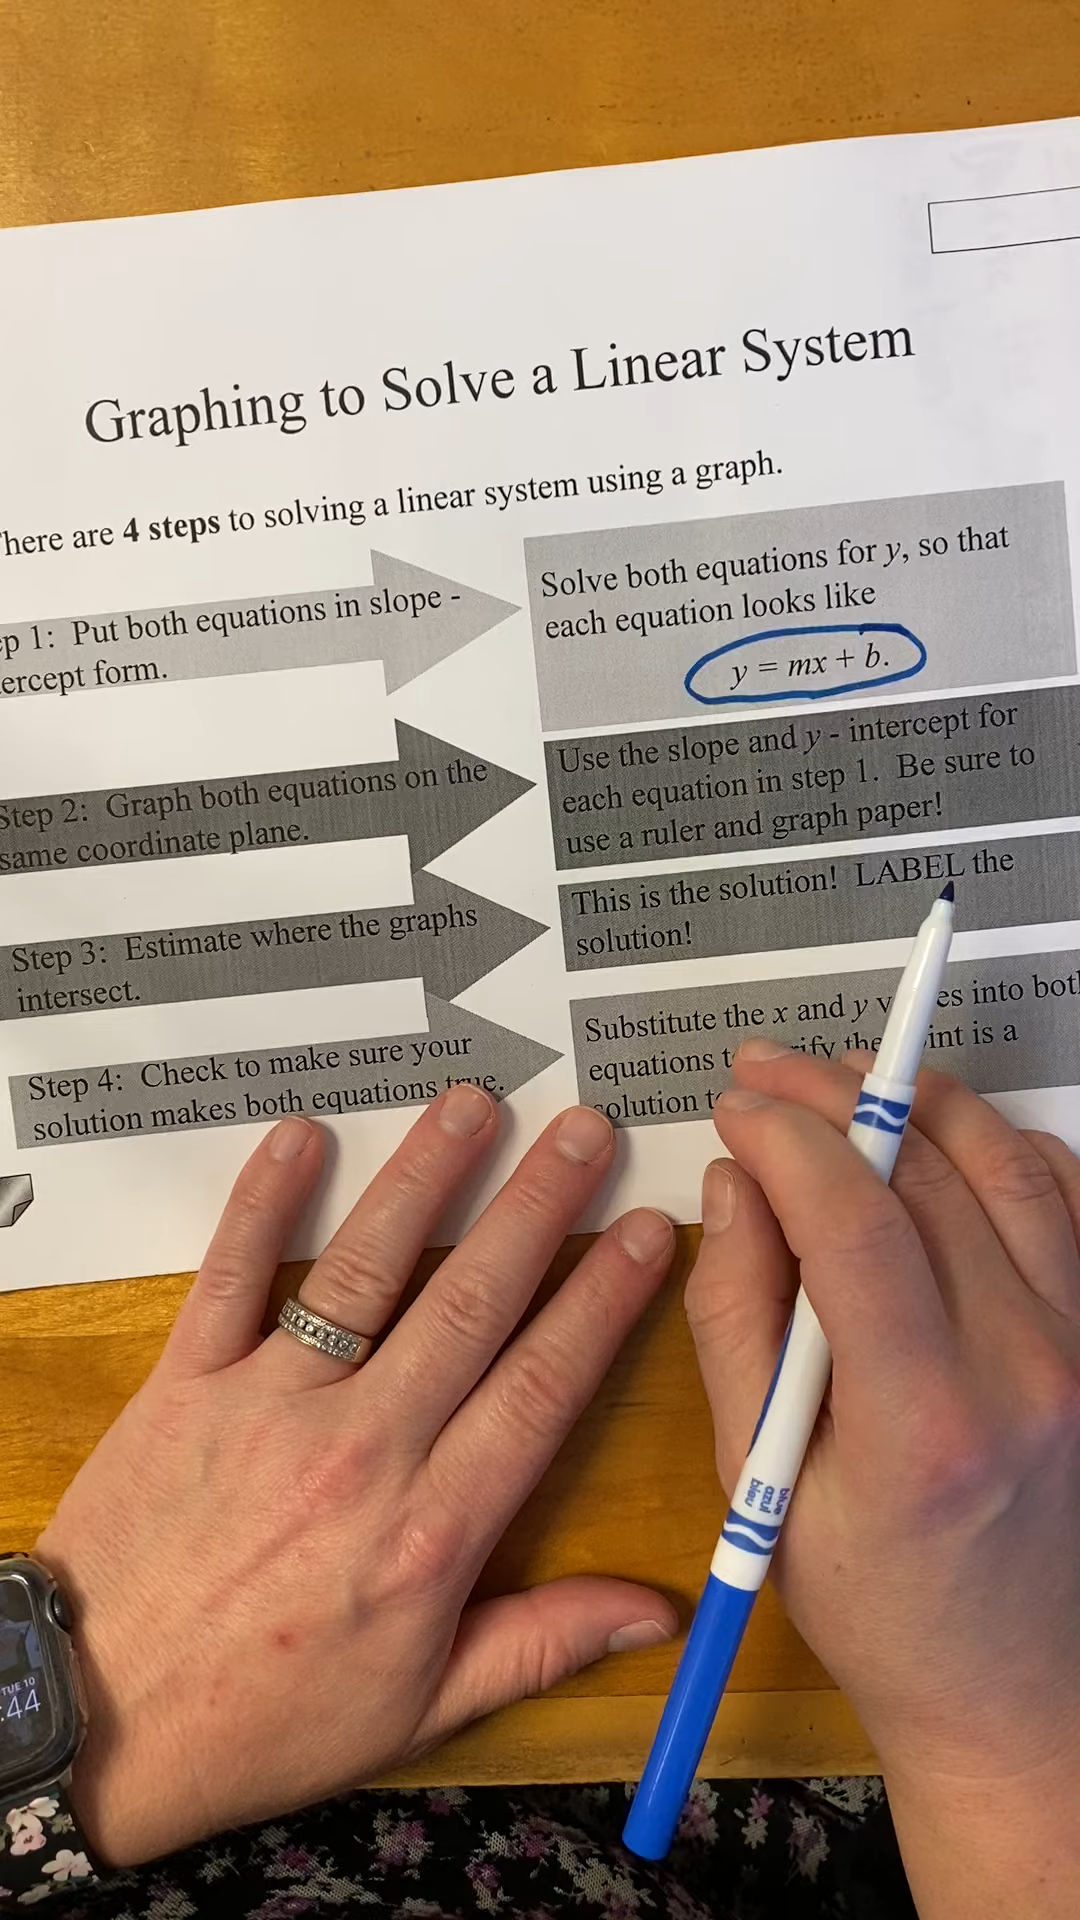 Graphing to Solve a Linear System
here are 4 steps to solving a linear system using a graph.
p 1: Put both equations in slope -
ercept form.
Solve both equations for y, so that
each equation looks like
y = mx + b.
Step 2: Graph both equations on the
same coordinate plane.
Use the slope and y - intercept for
each equation in step 1. Be sure to
use a ruler and graph paper!
Step 3: Estimate where the graphs
intersect.
This is the solution! LABEL the
solution!
Step 4: Check to make sure your
solution makes both equations true.
Substitute the x and y v es into bot
equations t rify the int is a
solution t
blue
azul
bleu
TUE 10
:44